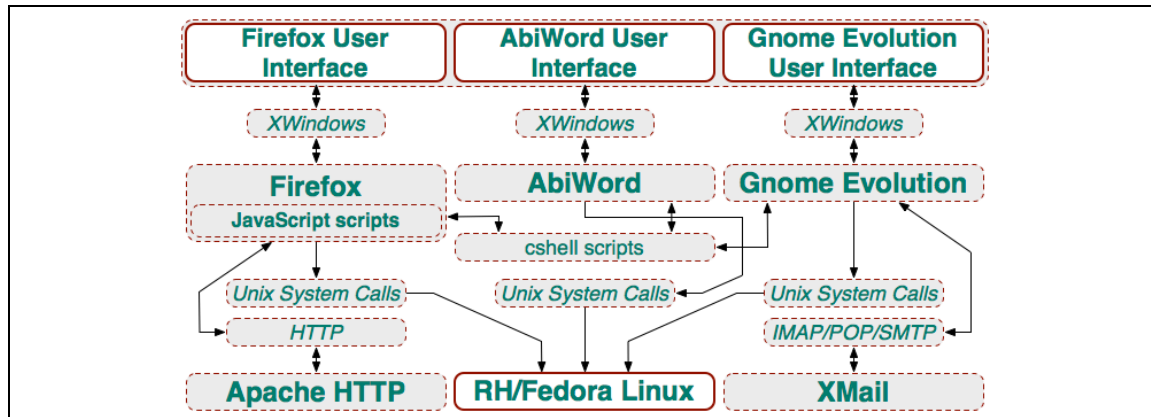 Firefox User
Interface
AbiWord User
Interface
Gnome Evolution
User Interface
XWindows
XWindows
XWindows
Firefox
JavaScript scripts
AbiWord
Gnome Evolution
cshell scripts
Unix System Calls
Unix System Calls
Unix System Calls
HTTP
IMAP/POP/SMTP
Apache HTTP
RH/Fedora Linux
XMail